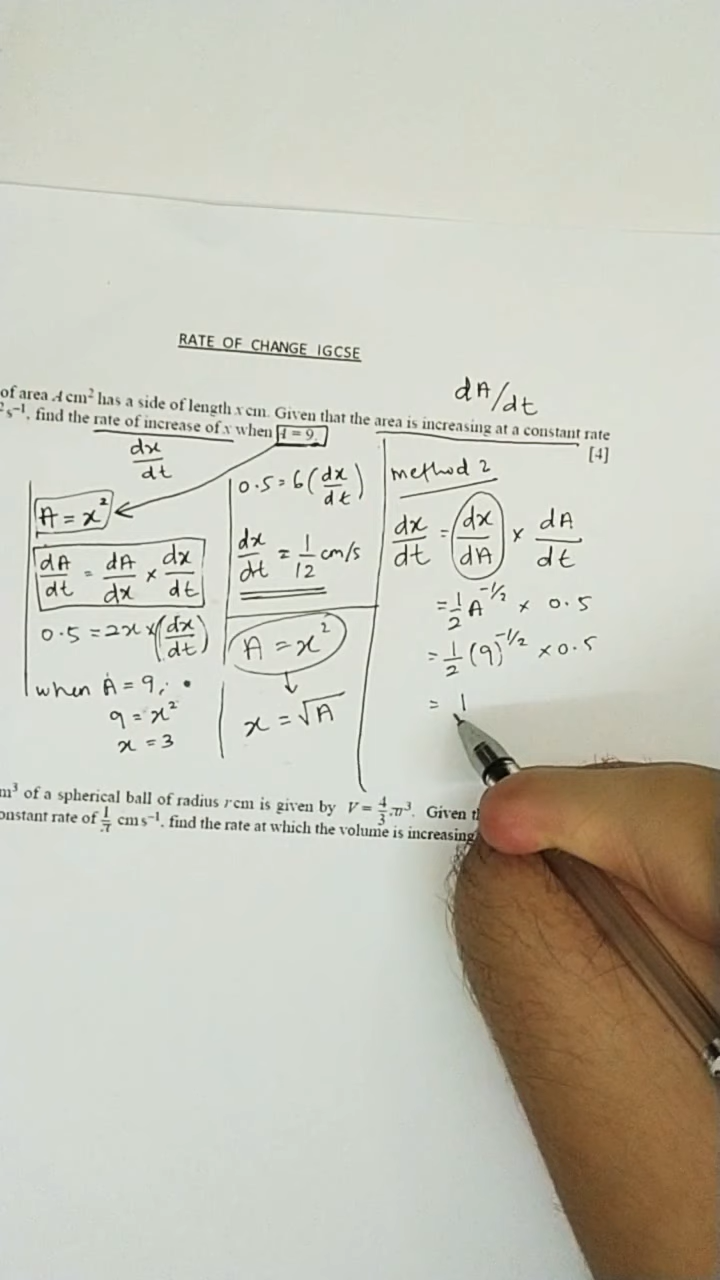 RATE OF CHANGE IGCSE
dA/dt
of area A cm² has a side of length x cm. Given that the area is increasing at a constant rate
s⁻¹, find the rate of increase of x when A = 9.
[4]
dx/dt
A = x²
dA/dt = dA/dx × dx/dt
0.5 = 2x × (dx/dt)
when A = 9,
9 = x²
x = 3
0.5 = 6 (dx/dt)
dx/dt = 1/12 cm/s
A = x²
x = √A
method 2
dx/dt = dx/dA × dA/dt
= 1/2 A^-1/2 × 0.5
= 1/2 (9)^-1/2 × 0.5
= 1
m³ of a spherical ball of radius r cm is given by V = 4/3 πr³. Given
constant rate of 1/π cm s⁻¹, find the rate at which the volume is increasing